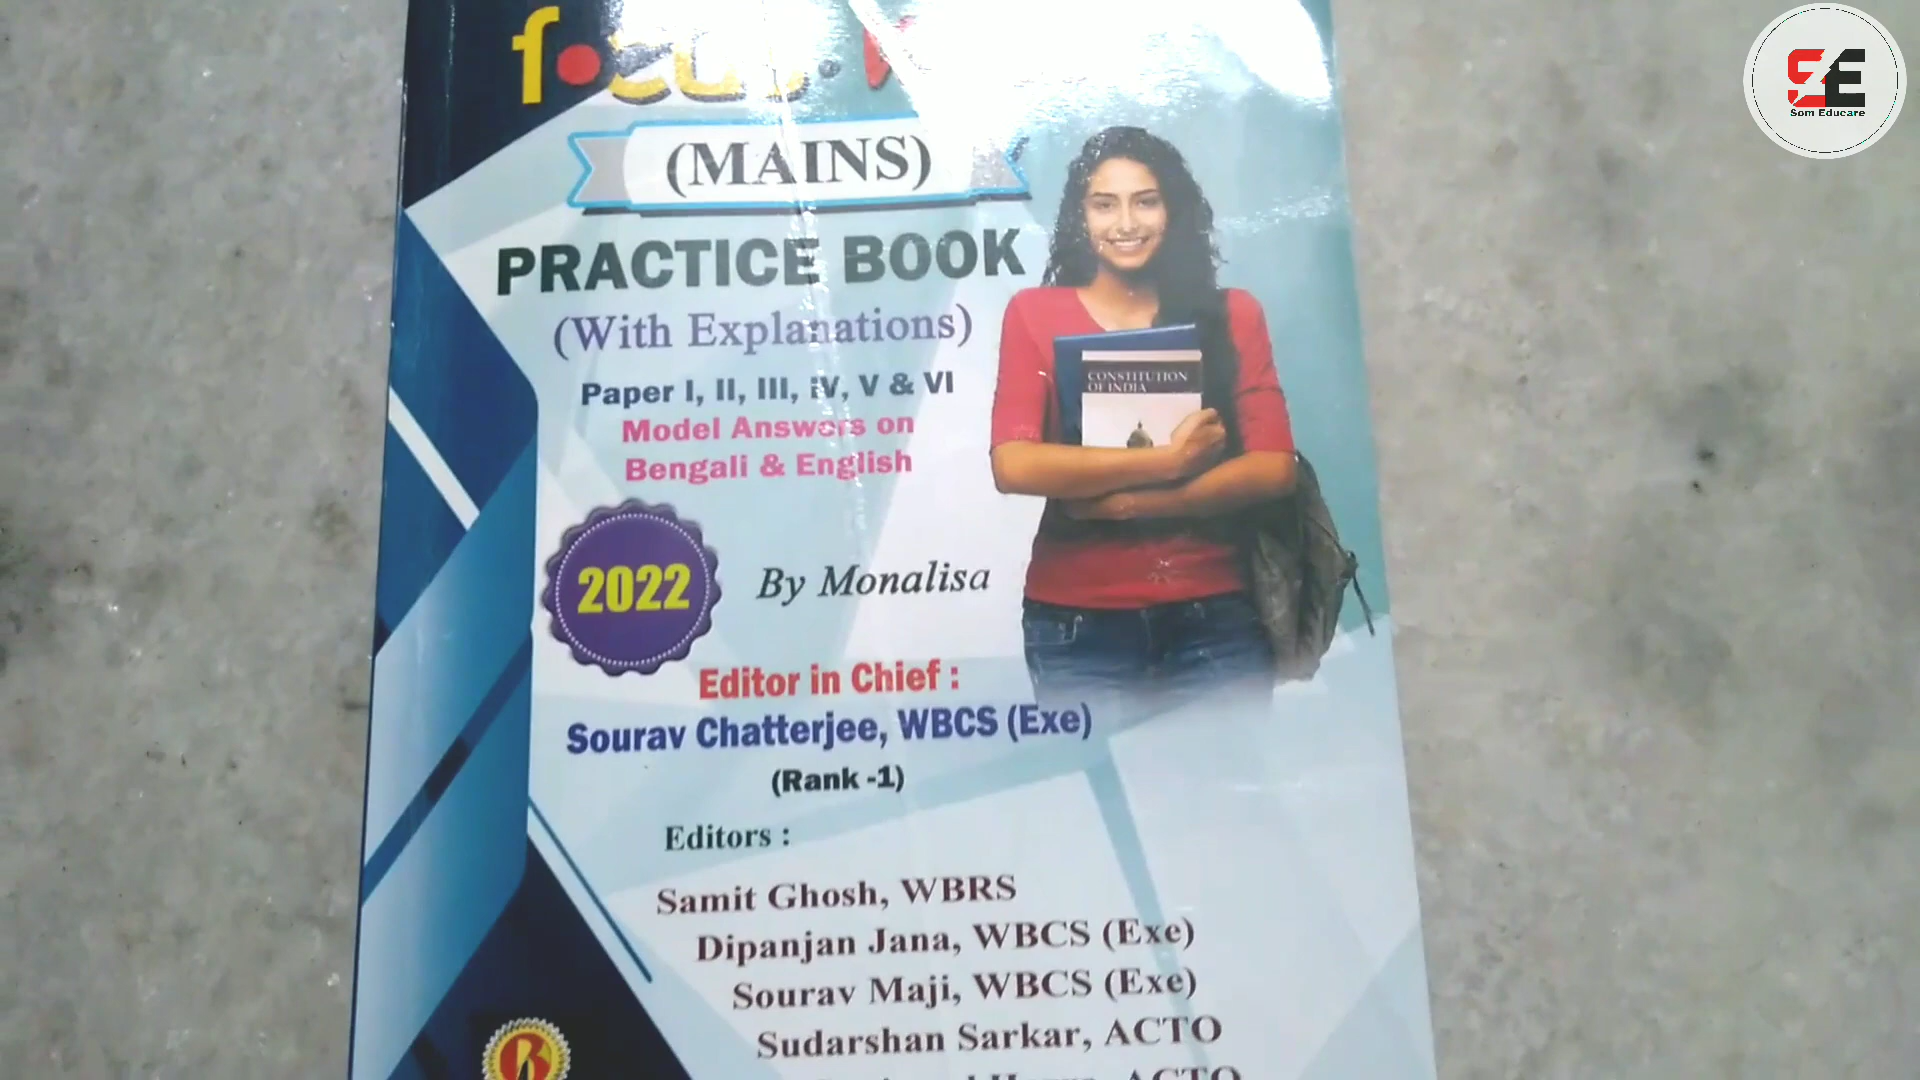 (MAINS)
PRACTICE BOOK
(With Explanations)
Paper I, II, III, IV, V & VI
Model Answers on
Bengali & English
2022
By Monalisa
CONSTITUTION
OF INDIA
Editor in Chief :
Sourav Chatterjee, WBCS (Exe)
(Rank -1)
Editors :
Samit Ghosh, WBRS
Dipanjan Jana, WBCS (Exe)
Sourav Maji, WBCS (Exe)
Sudarshan Sarkar, ACTO
ACTO
SE
Som Educare